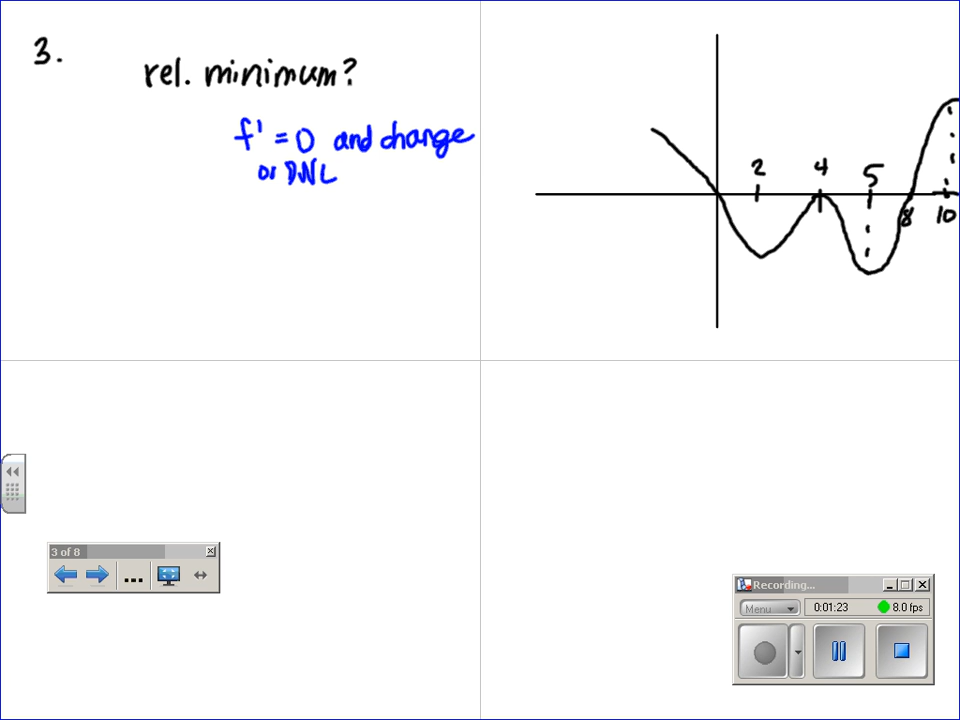 3.
rel. minimum?
f' = 0 and change
or DNE
2
4
5
8
10
3 of 8
...
Recording...
Menu
0:01:23
8.0 fps